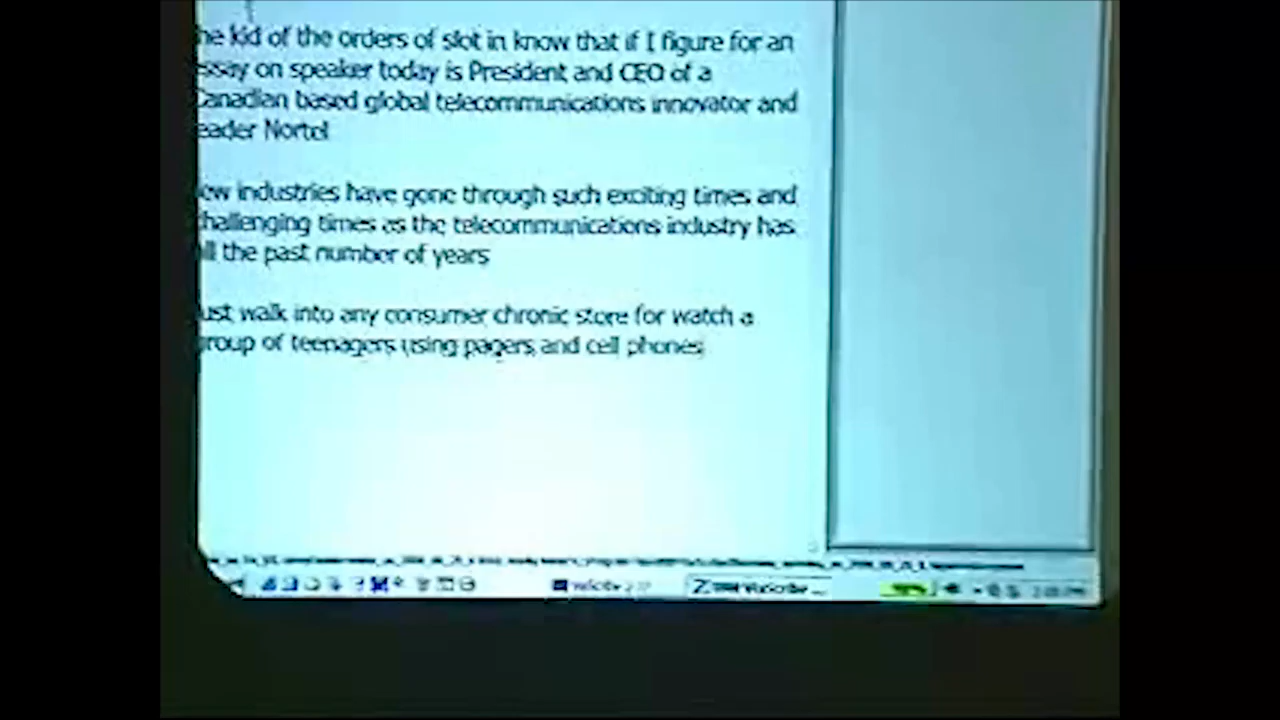 he kid of the orders of slot in know that if I figure for an
ssay on speaker today is President and CEO of a
Canadian based global telecommunications innovator and
eader Nortel
ew industries have gone through such exciting times and
challenging times as the telecommunications industry has
ll the past number of years
ust walk into any consumer chronic store for watch a
group of teenagers using pagers and cell phones